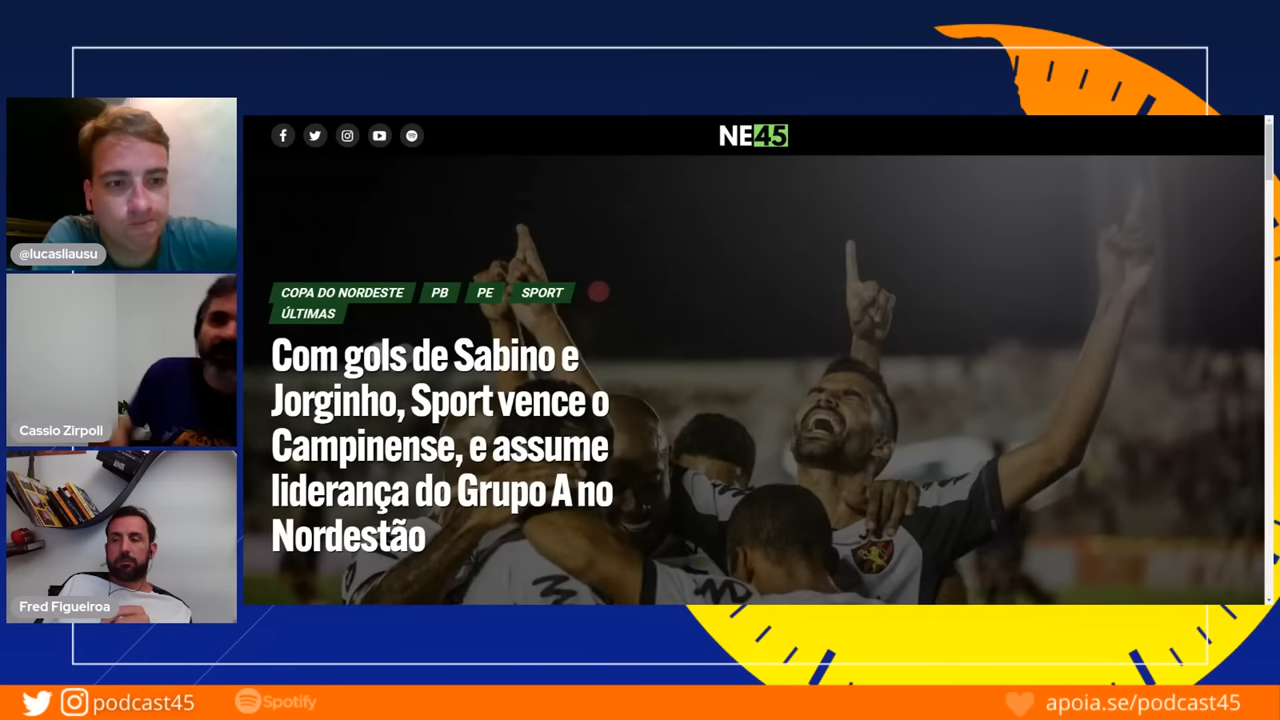 @lucasliausu
Cassio Zirpoli
Fred Figueiroa
NE45
COPA DO NORDESTE
PB
PE
SPORT
ÚLTIMAS
Com gols de Sabino e
Jorginho, Sport vence o
Campinense, e assume
liderança do Grupo A no
Nordestão
podcast45
Spotify
apoia.se/podcast45